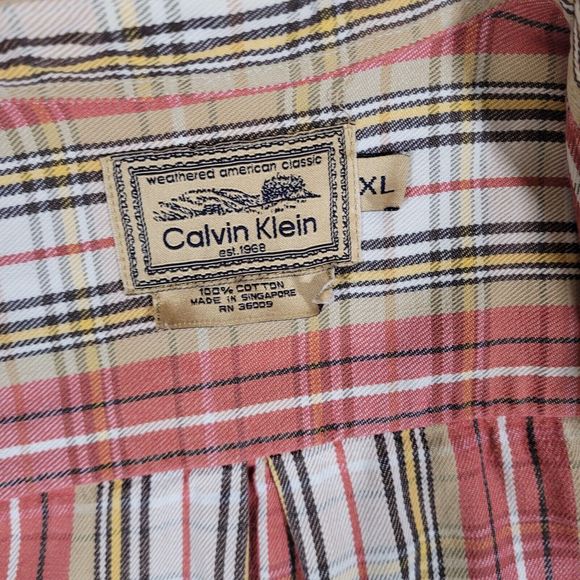 weathered american classic
Calvin Klein
est.1968
XL
100% COTTON
MADE IN SINGAPORE
RN 36009